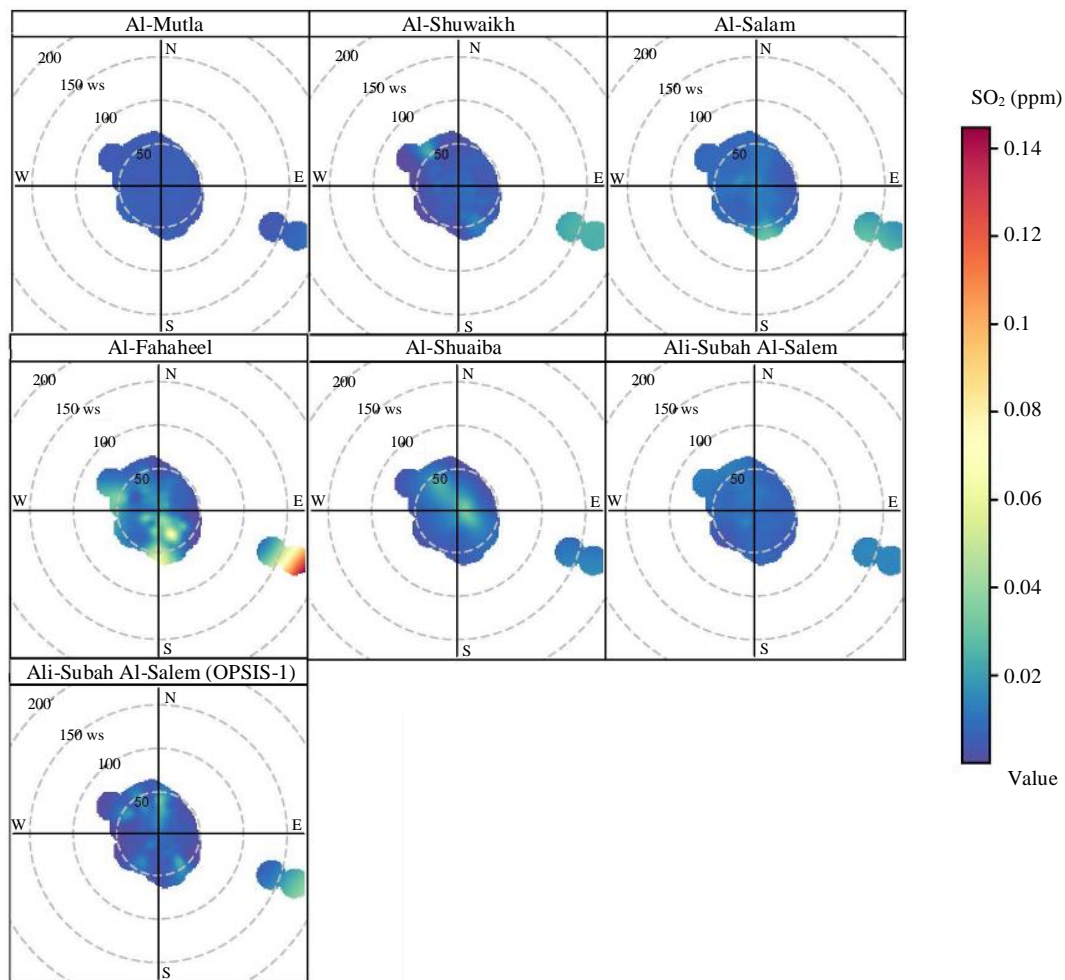 Al-Mutla
Al-Shuwaikh
Al-Salam
N
200
150 ws
100
50
W
E
S
N
200
150 ws
100
50
W
E
S
N
200
150 ws
100
50
W
E
S
Al-Fahaheel
Al-Shuaiba
Ali-Subah Al-Salem
N
200
150 ws
100
50
W
E
S
N
200
150 ws
100
50
W
E
S
N
200
150 ws
100
50
W
E
S
Ali-Subah Al-Salem (OPSIS-1)
N
200
150 ws
100
50
W
E
S
SO₂ (ppm)
0.14
0.12
0.1
0.08
0.06
0.04
0.02
Value